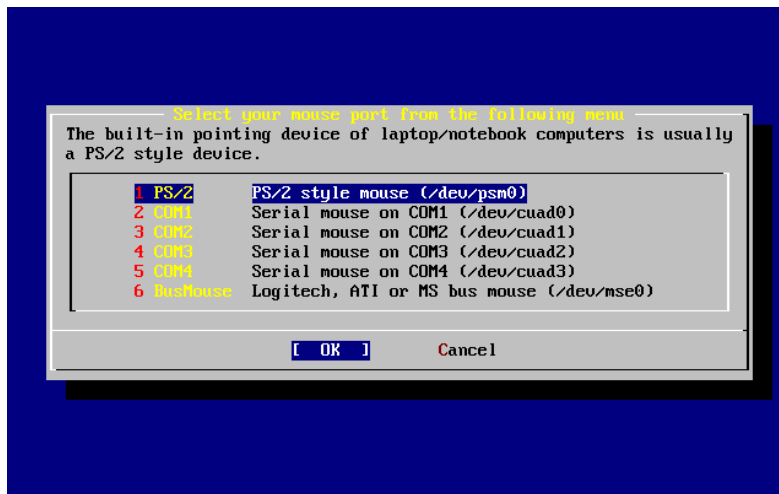 Select your mouse port from the following menu
The built-in pointing device of laptop/notebook computers is usually
a PS/2 style device.
1 PS/2 PS/2 style mouse (/dev/psm0)
2 COM1 Serial mouse on COM1 (/dev/cuad0)
3 COM2 Serial mouse on COM2 (/dev/cuad1)
4 COM3 Serial mouse on COM3 (/dev/cuad2)
5 COM4 Serial mouse on COM4 (/dev/cuad3)
6 BusMouse Logitech, ATI or MS bus mouse (/dev/mse0)
[ OK ] Cancel